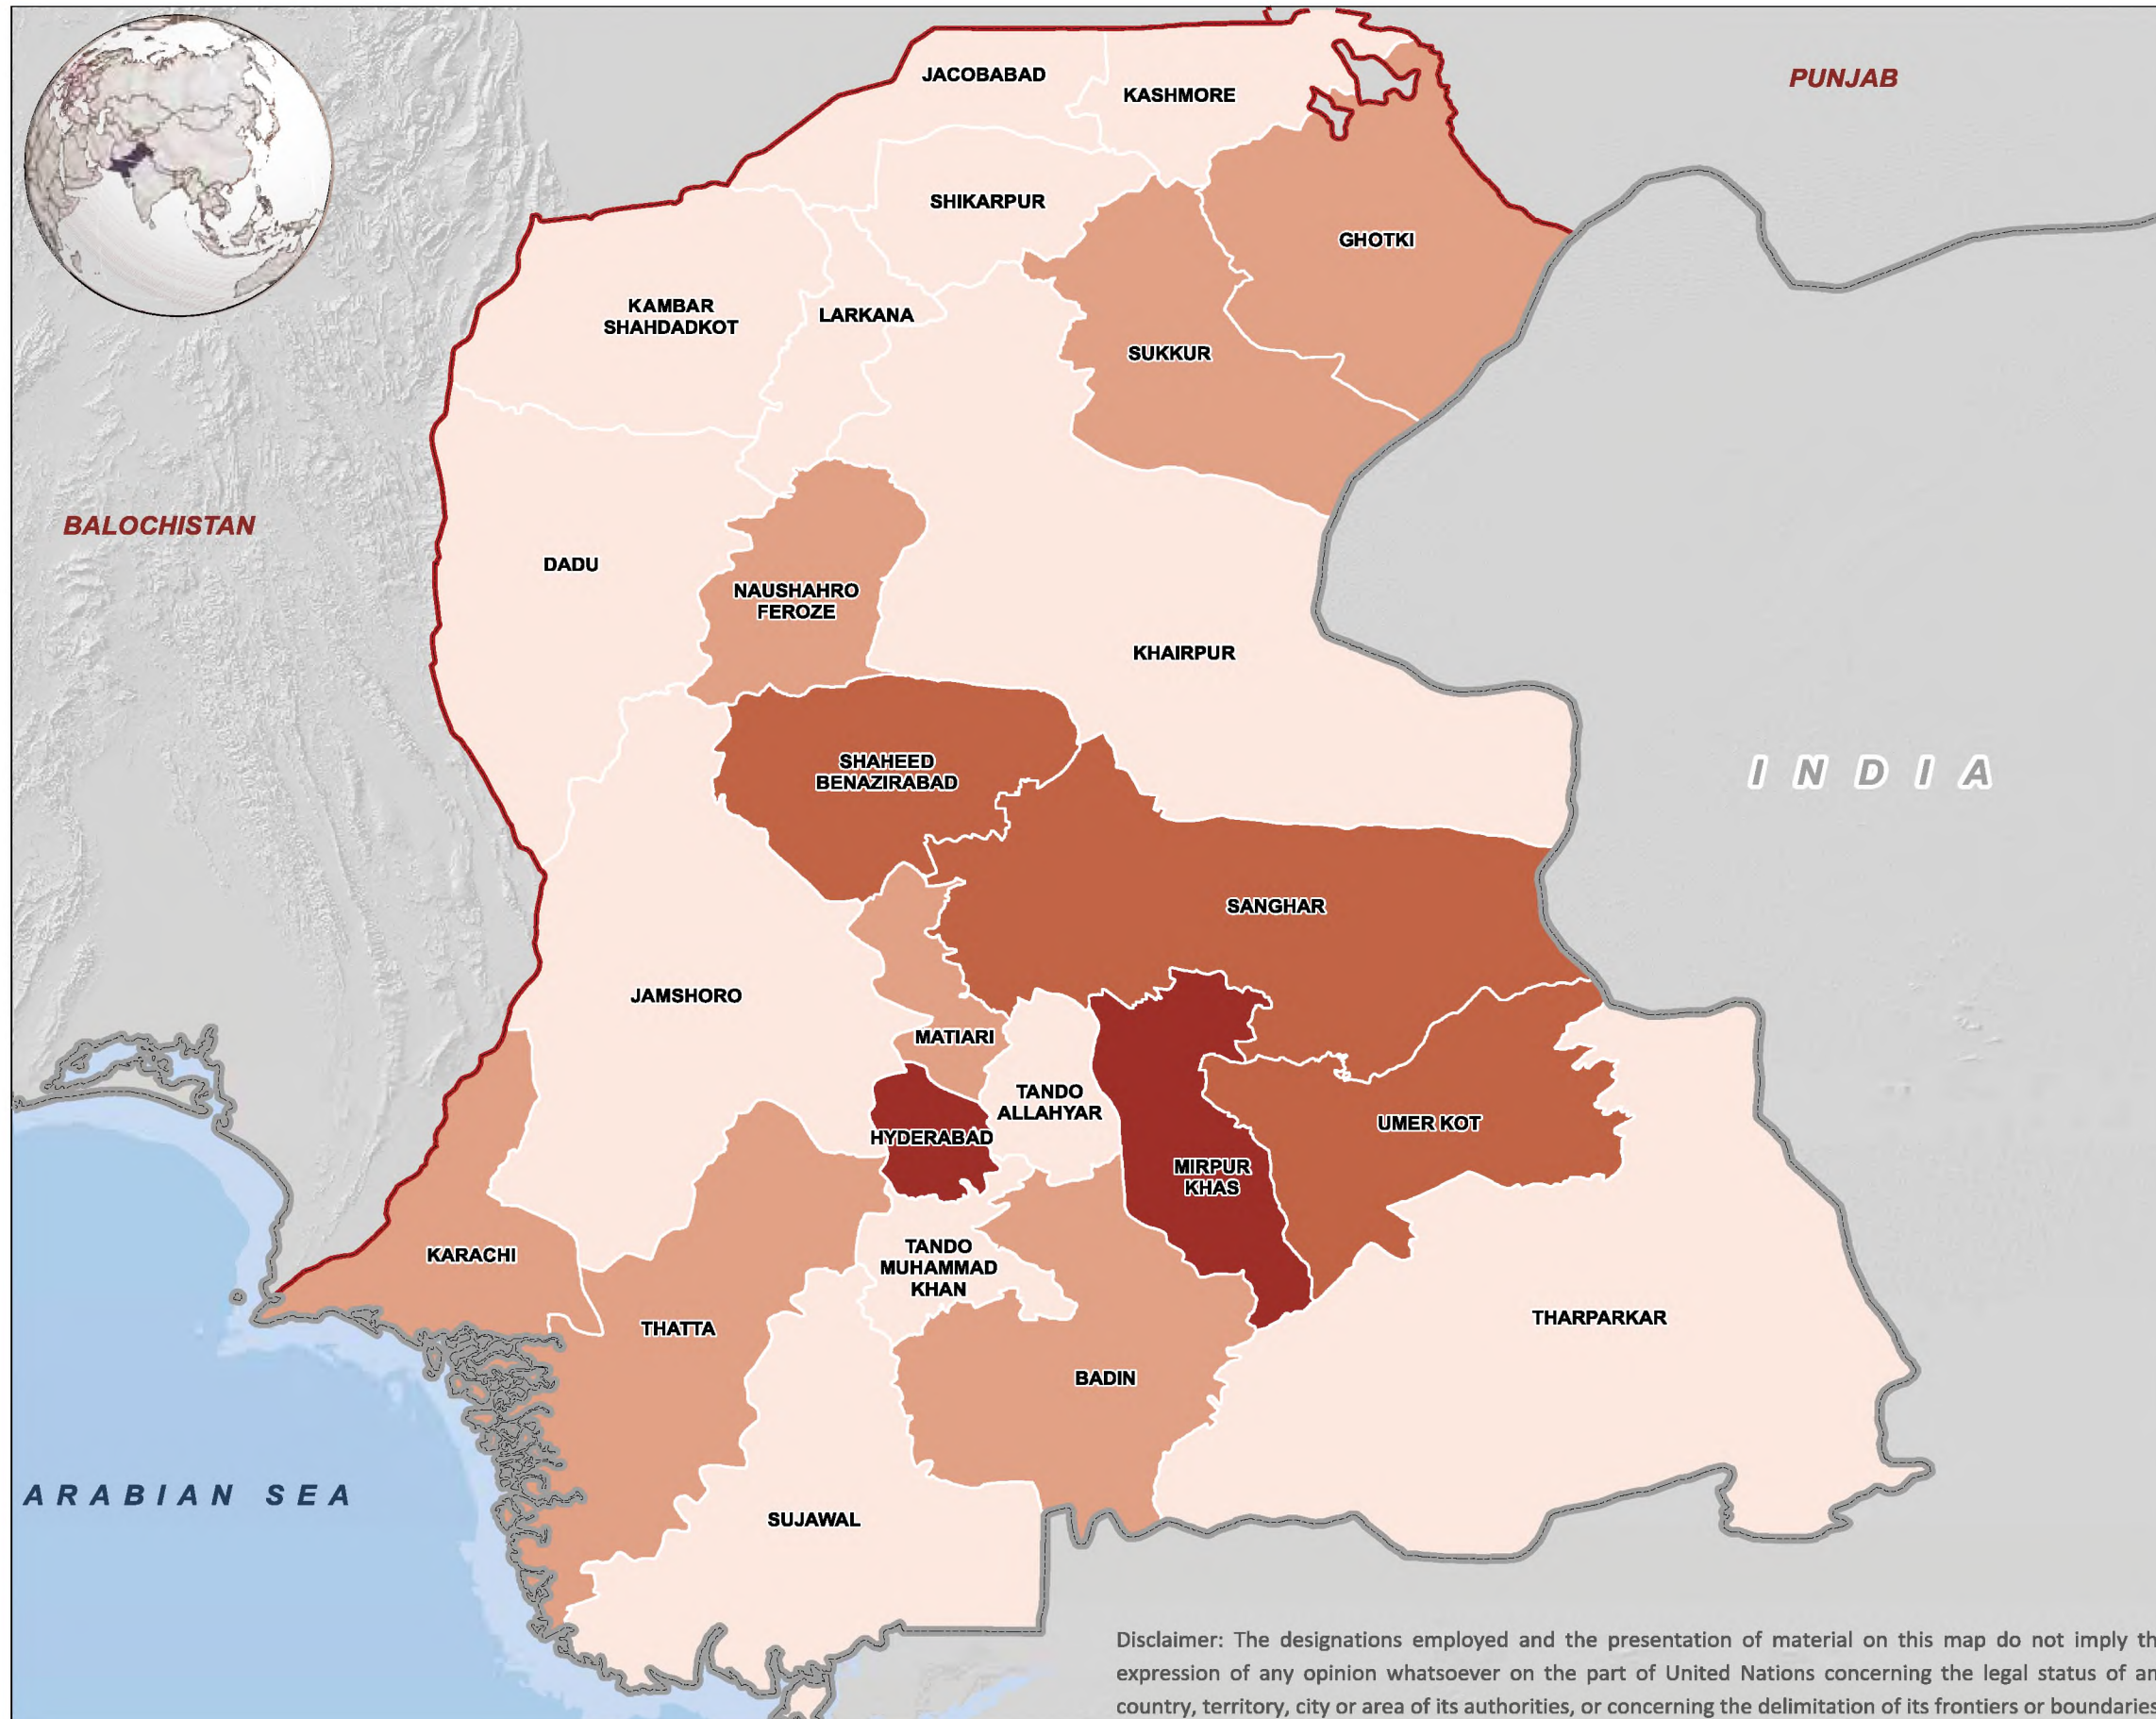 PUNJAB
JACOBABAD
KASHMORE
SHIKARPUR
GHOTKI
KAMBAR
SHAHDADKOT
LARKANA
SUKKUR
BALOCHISTAN
DADU
NAUSHAHRO
FEROZE
KHAIRPUR
SHAHEED
BENAZIRABAD
INDIA
SANGHAR
JAMSHORO
MATIARI
TANDO
ALLAHYAR
UMER KOT
HYDERABAD
MIRPUR
KHAS
KARACHI
TANDO
MUHAMMAD
KHAN
THATTA
THARPARKAR
BADIN
ARABIAN SEA
SUJAWAL
Disclaimer: The designations employed and the presentation of material on this map do not imply th
expression of any opinion whatsoever on the part of United Nations concerning the legal status of an
country, territory, city or area of its authorities, or concerning the delimitation of its frontiers or boundaries